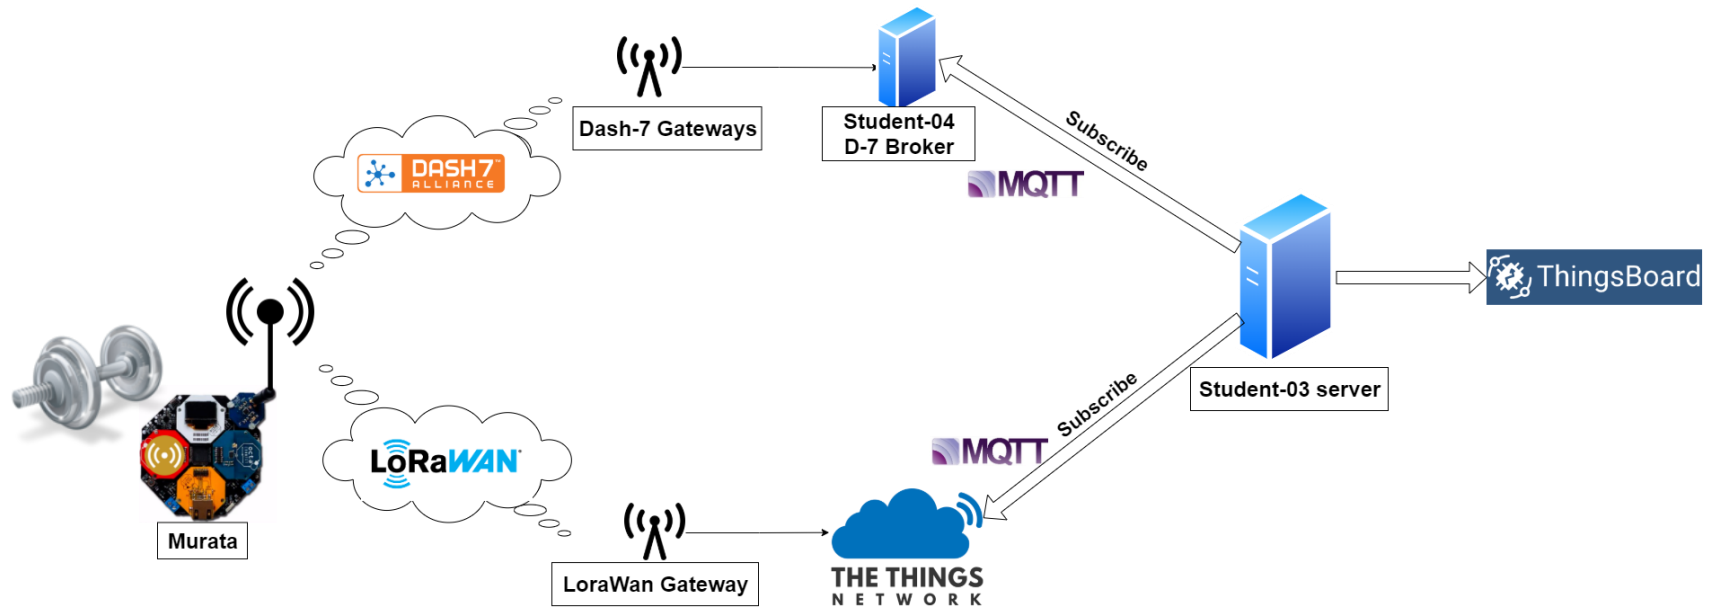 Dash-7 Gateways
Student-04
D-7 Broker
Subscribe
MQTT
DASH7™
ALLIANCE
ThingsBoard
Student-03 server
Subscribe
MQTT
LoRaWAN
Murata
LoraWan Gateway
THE THINGS
NETWORK